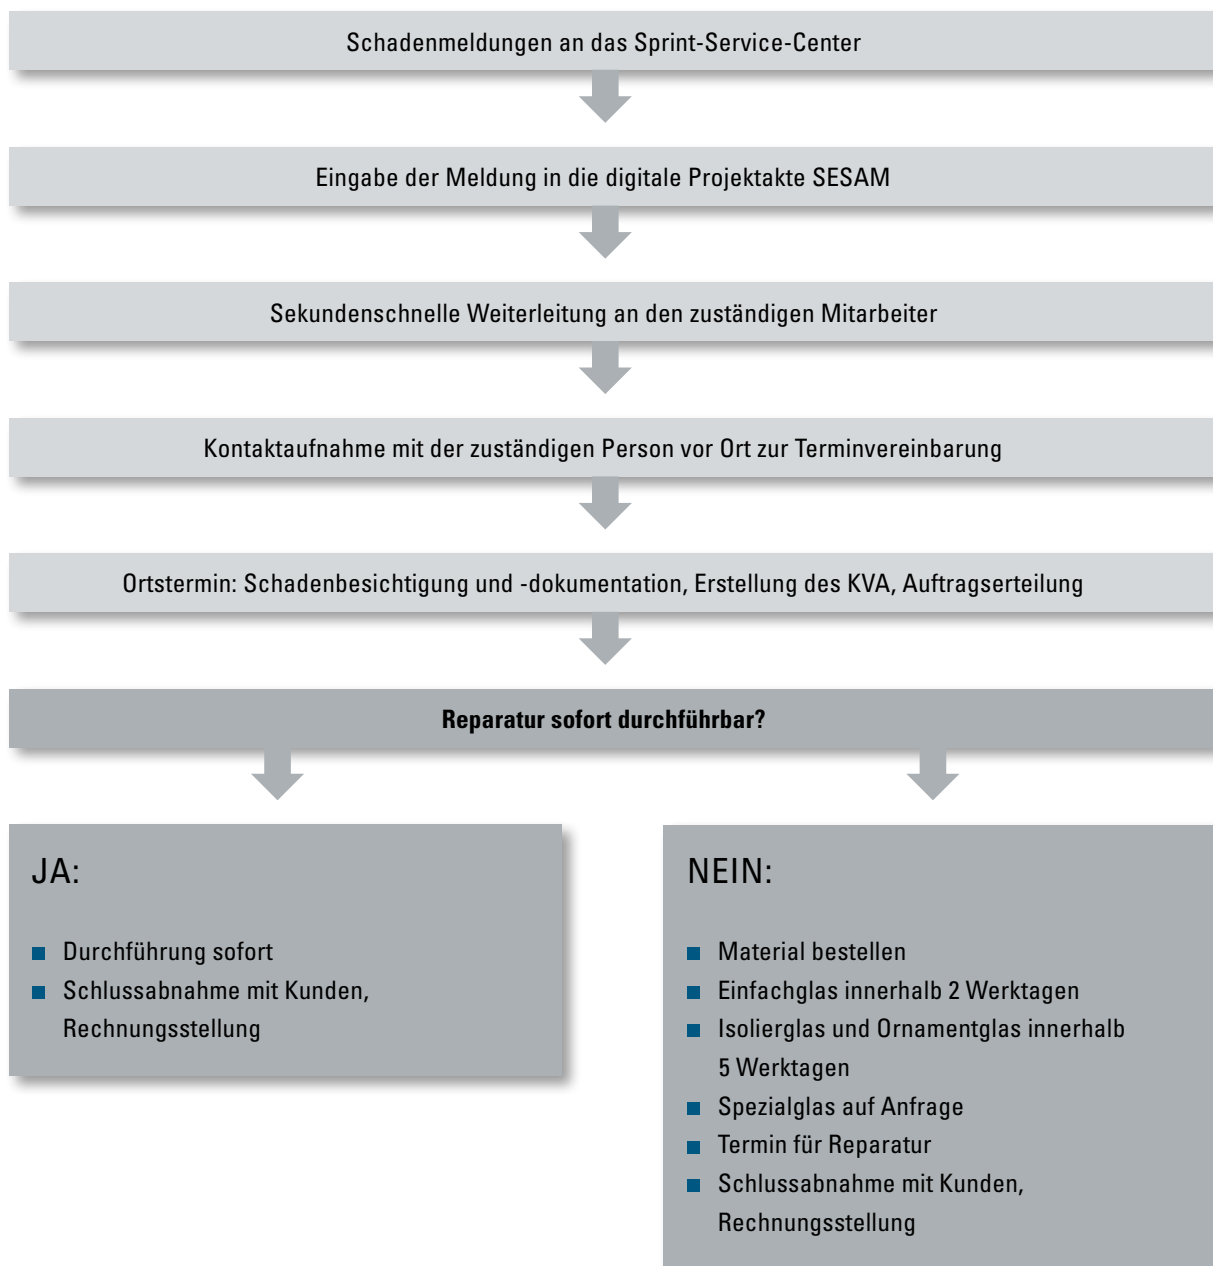 Schadenmeldungen an das Sprint-Service-Center
Eingabe der Meldung in die digitale Projektakte SESAM
Sekundenschnelle Weiterleitung an den zuständigen Mitarbeiter
Kontaktaufnahme mit der zuständigen Person vor Ort zur Terminvereinbarung
Ortstermin: Schadenbesichtigung und -dokumentation, Erstellung des KVA, Auftragserteilung
Reparatur sofort durchführbar?
JA:
Durchführung sofort
Schlussabnahme mit Kunden,
Rechnungsstellung
NEIN:
Material bestellen
Einfachglas innerhalb 2 Werktagen
Isolierglas und Ornamentglas innerhalb
5 Werktagen
Spezialglas auf Anfrage
Termin für Reparatur
Schlussabnahme mit Kunden,
Rechnungsstellung